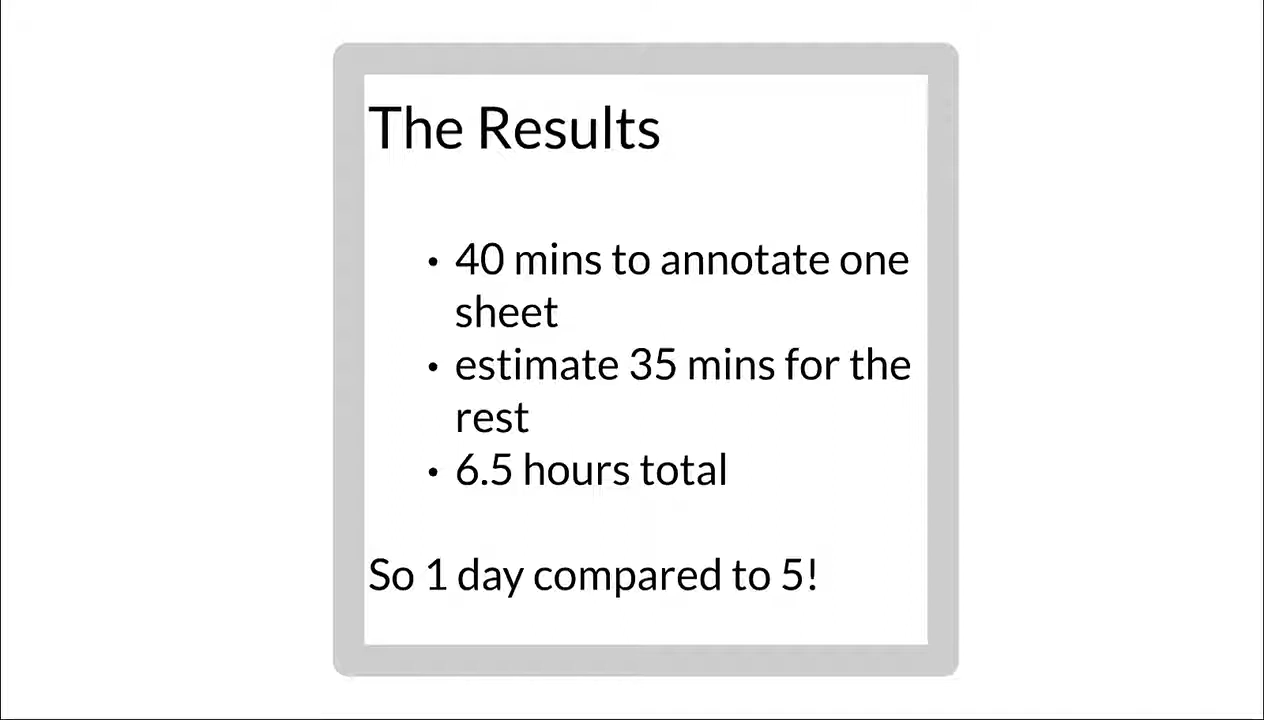 The Results
• 40 mins to annotate one
sheet
• estimate 35 mins for the
rest
• 6.5 hours total
So 1 day compared to 5!